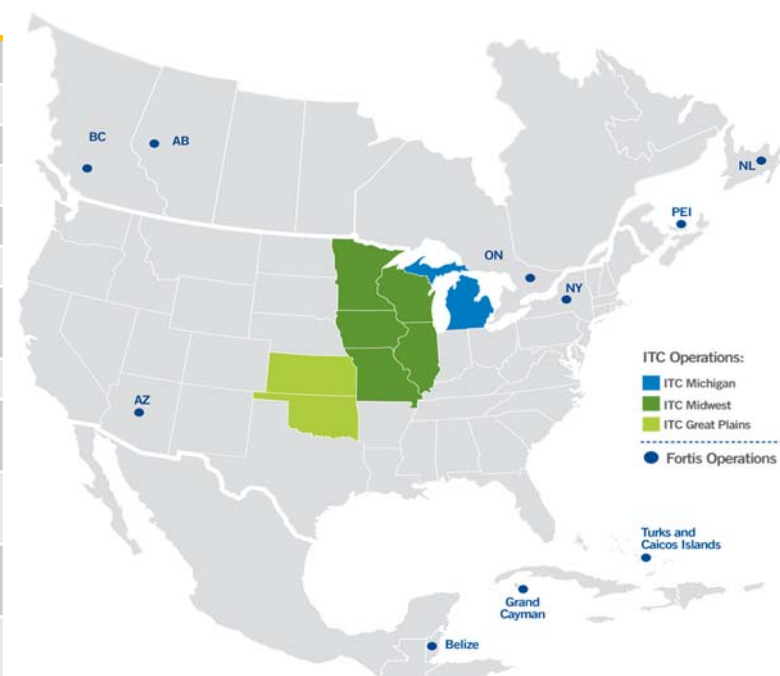 BC
AB
NL
PEI
ON
NY
ITC Operations:
ITC Michigan
ITC Midwest
AZ
ITC Great Plains
Fortis Operations
Turks and
Caicos Islands
Grand
Cayman
Belize